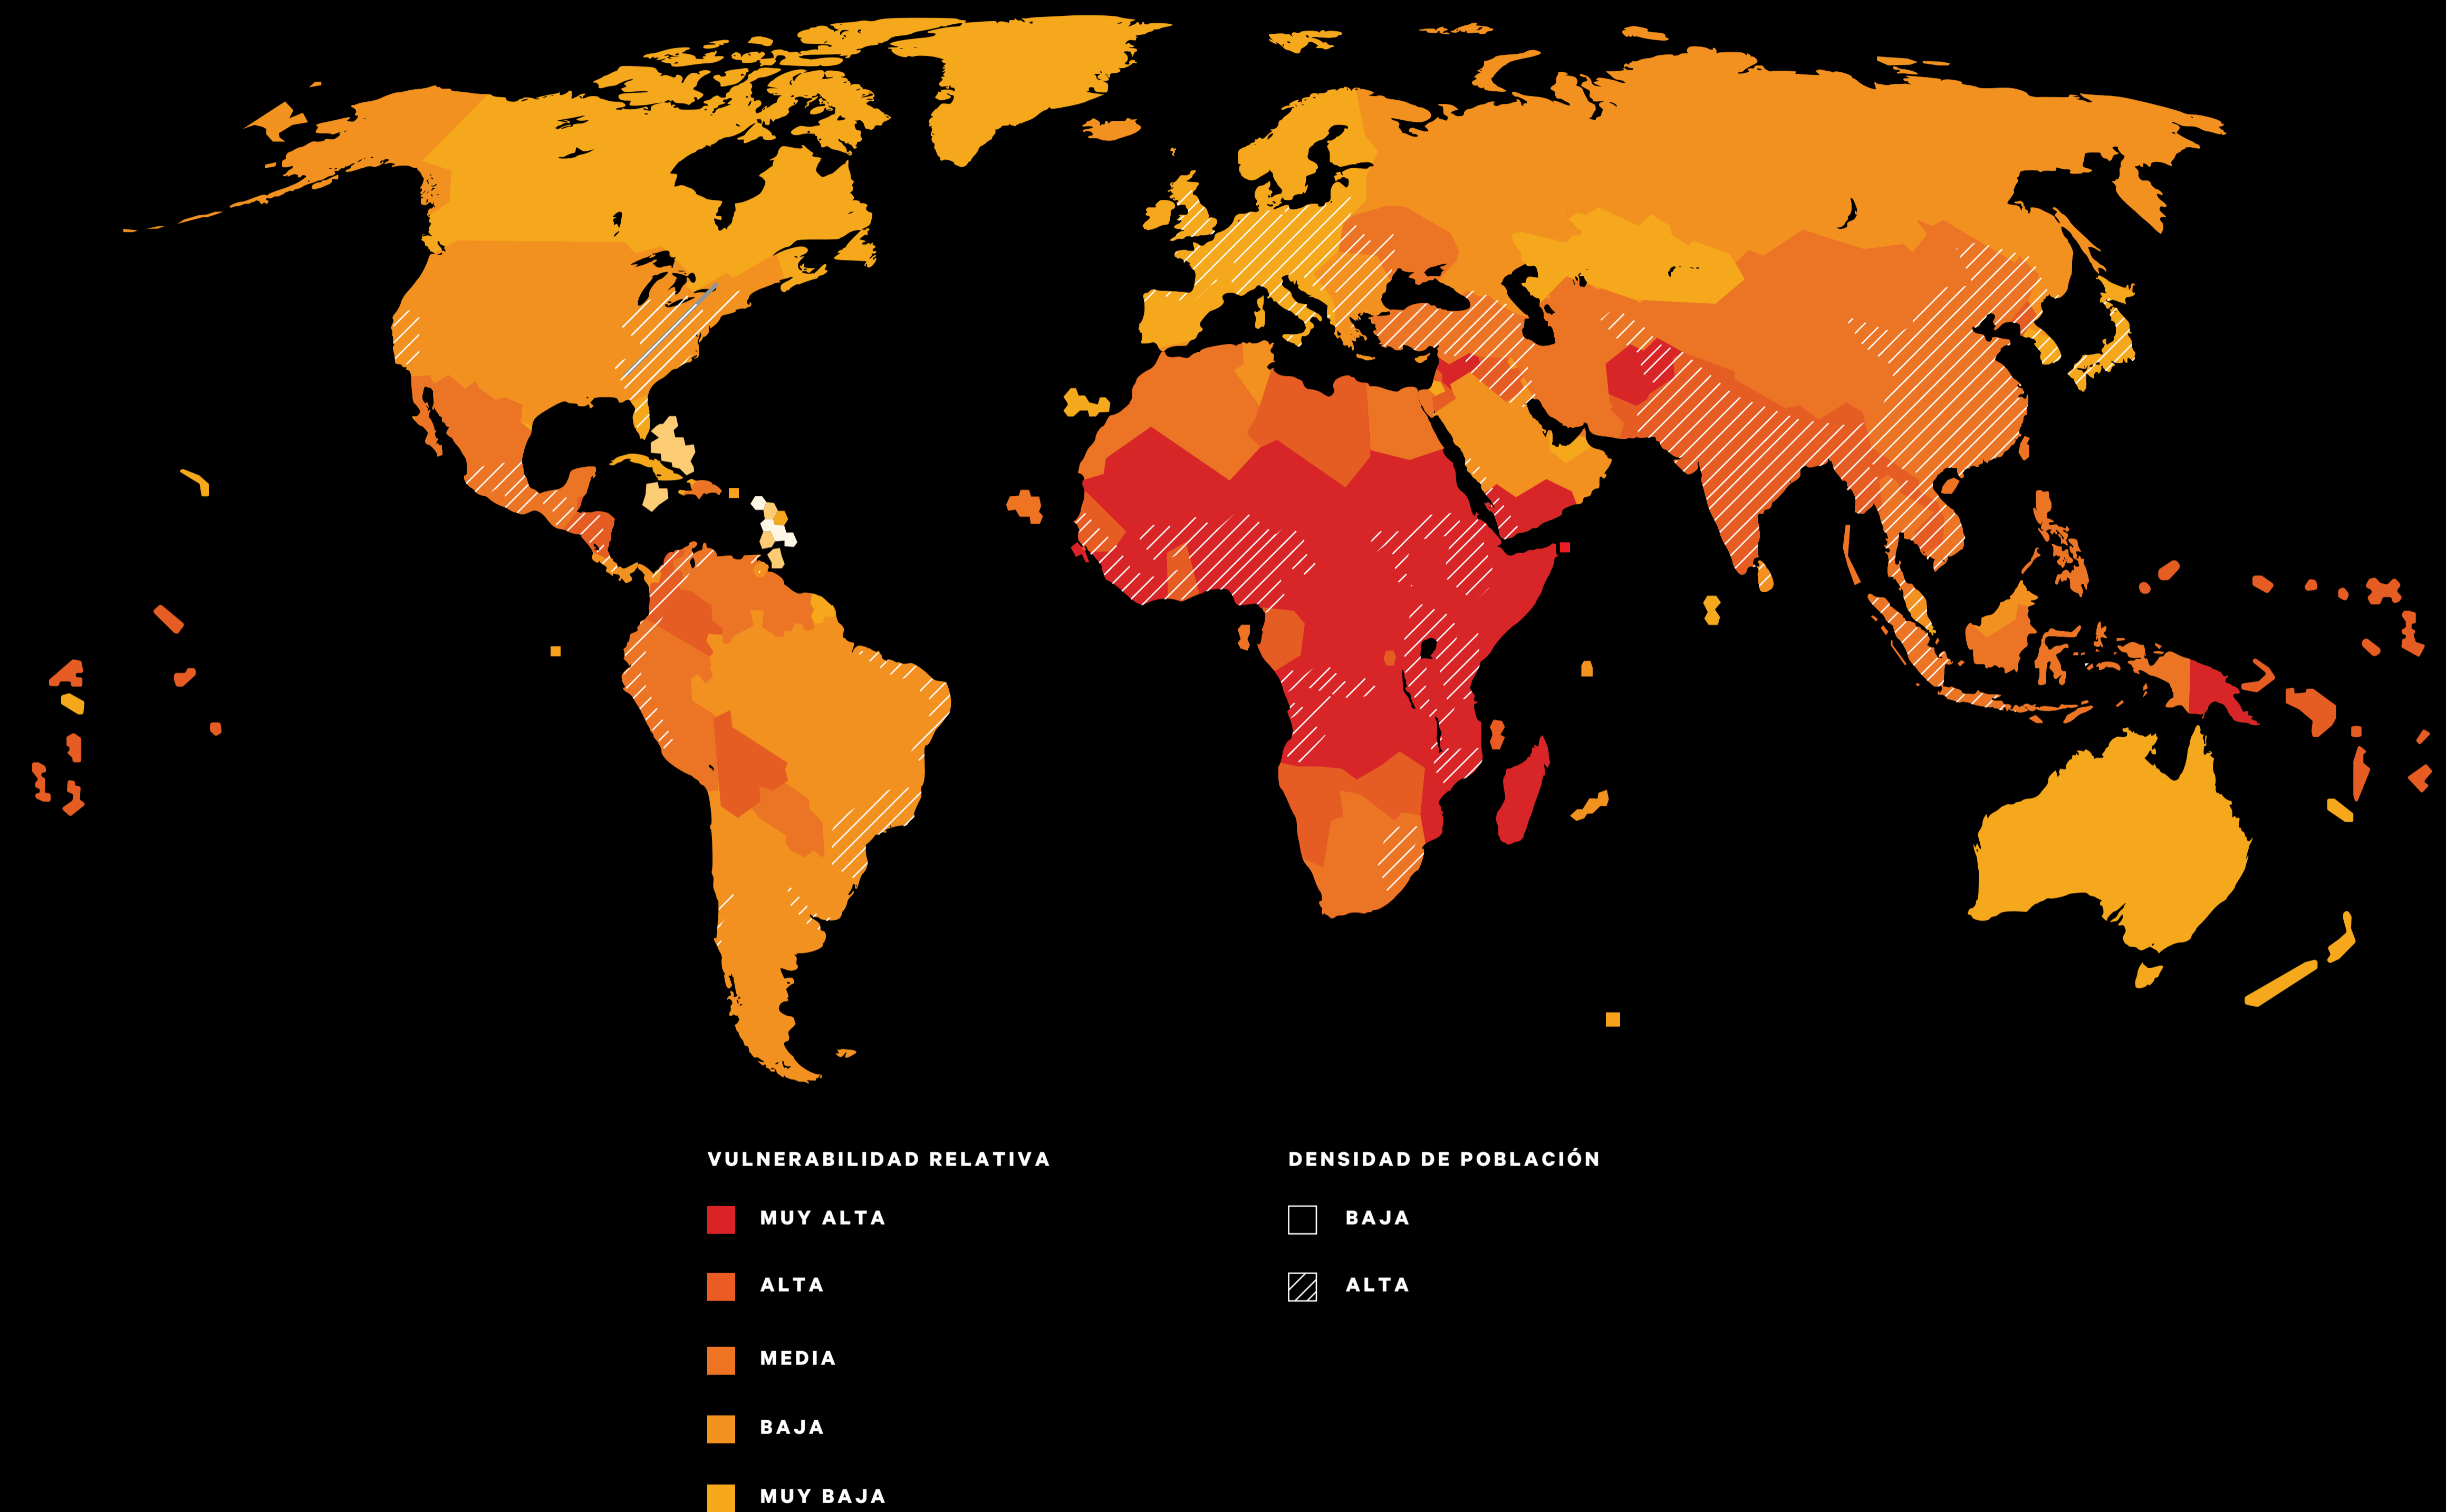 VULNERABILIDAD RELATIVA
MUY ALTA
ALTA
MEDIA
BAJA
MUY BAJA
DENSIDAD DE POBLACIÓN
BAJA
ALTA